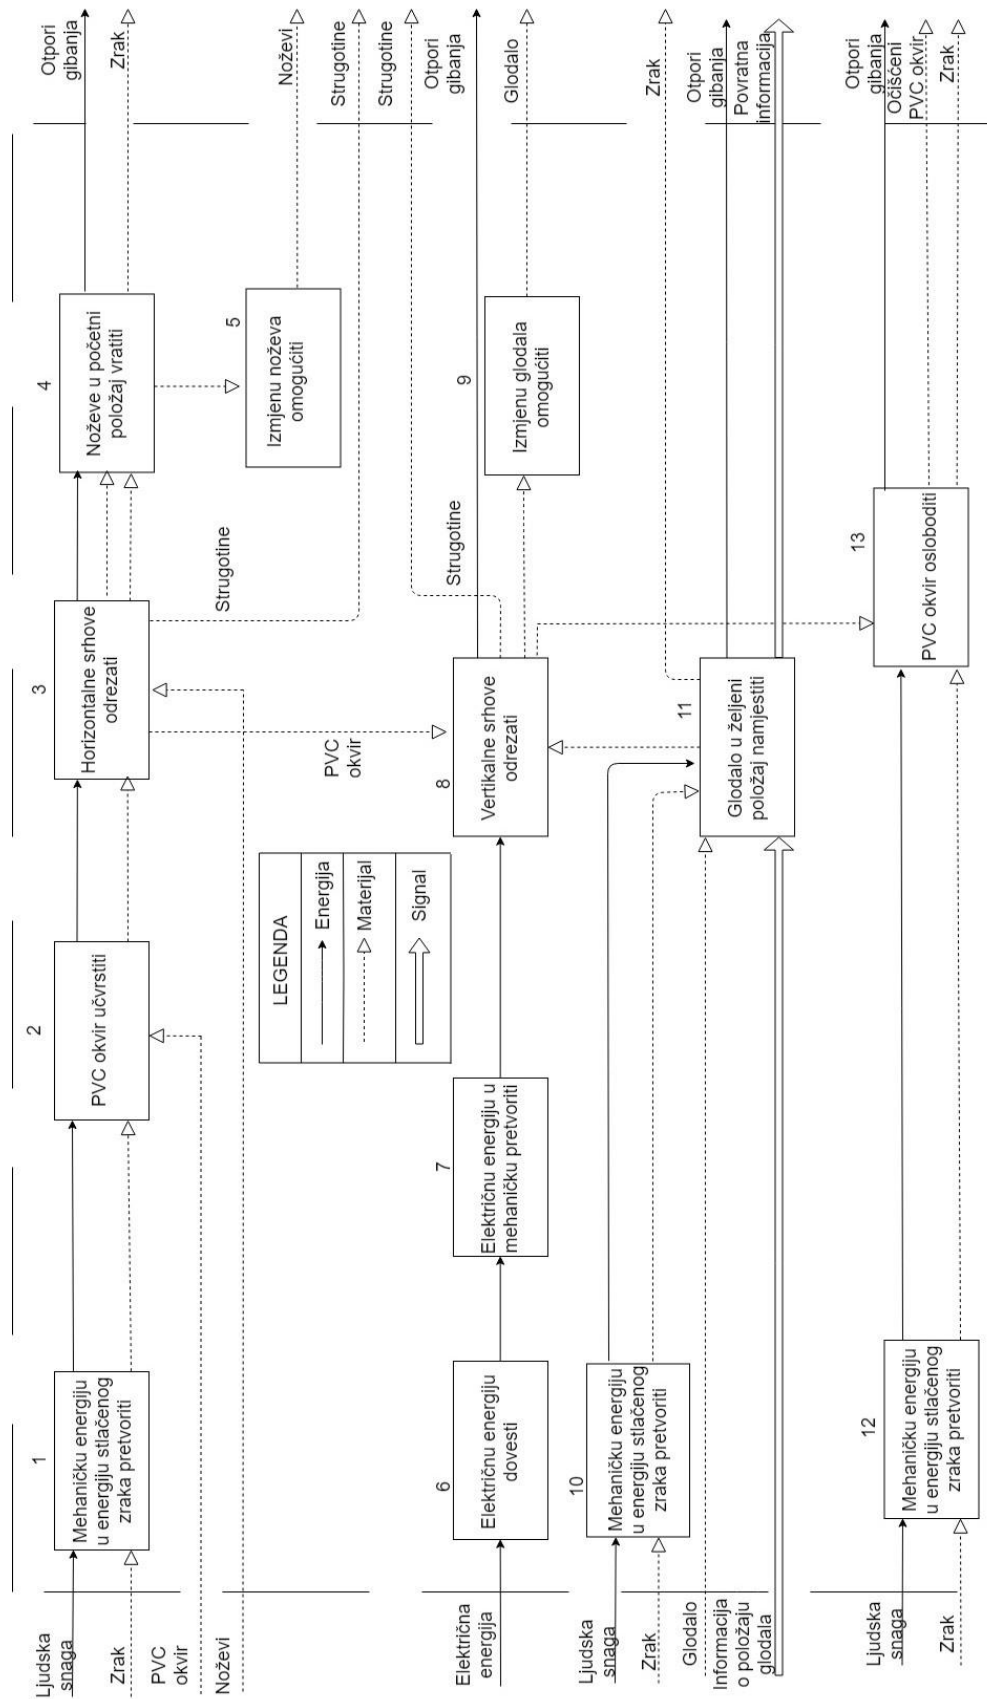 Ljudska
snaga
Zrak
PVC
okvir
Noževi
1
Mehaničku energiju
u energiju stlačenog
zraka pretvoriti
2
PVC okvir učvrstiti
3
Horizontalne srhove
odrezati
4
Noževe u početni
položaj vratiti
Otpori
gibanja
Zrak
5
Izmjenu noževa
omogućiti
Noževi
Strugotine
Strugotine
Strugotine
PVC
okvir
LEGENDA
Energija
Materijal
Signal
Električna
energija
6
Električnu energiju
dovesti
7
Električnu energiju u
mehaničku pretvoriti
8
Vertikalne srhove
odrezati
Strugotine
9
Izmjenu glodala
omogućiti
Otpori
gibanja
Glodalo
Ljudska
snaga
Zrak
Glodalo
Informacija
o položaju
glodala
10
Mehaničku energiju
u energiju stlačenog
zraka pretvoriti
11
Glodalo u željeni
položaj namjestiti
Zrak
Otpori
gibanja
Povratna
informacija
Ljudska
snaga
Zrak
12
Mehaničku energiju
u energiju stlačenog
zraka pretvoriti
13
PVC okvir osloboditi
Otpori
gibanja
Očišćeni
PVC okvir
Zrak